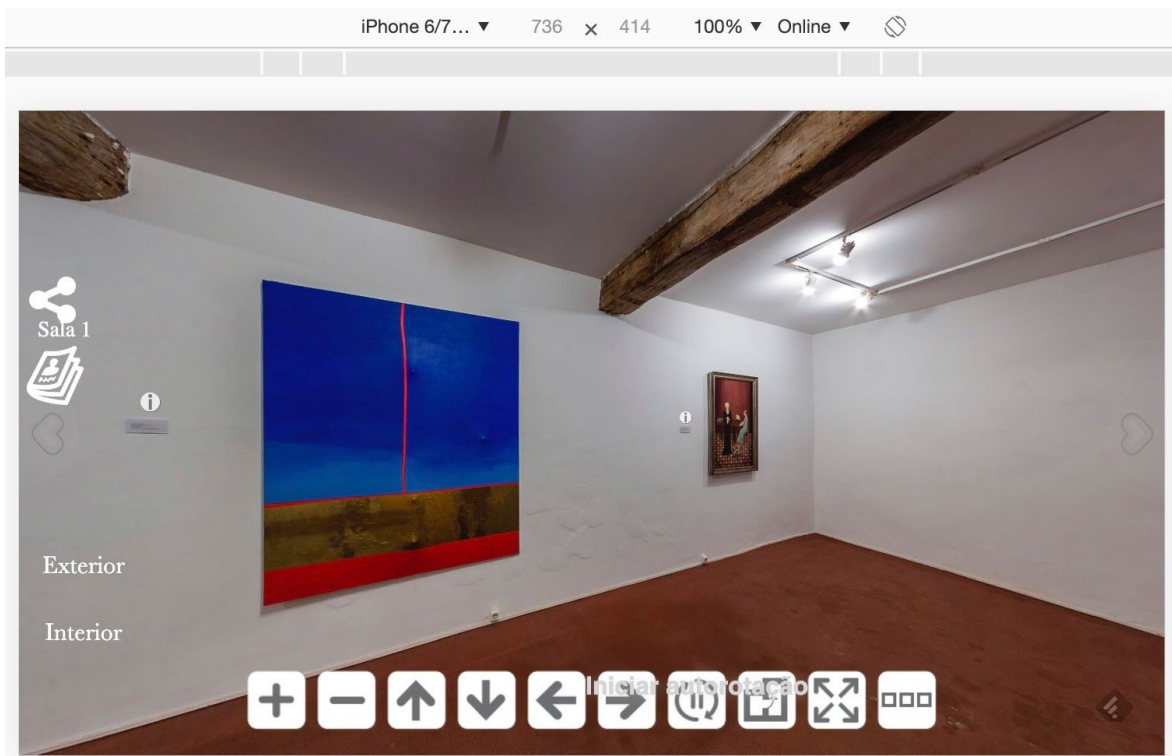 iPhone 6/7... ▼ 736 × 414 100% ▼ Online ▼
Sala 1
Exterior
Interior
Iniciar autorotação